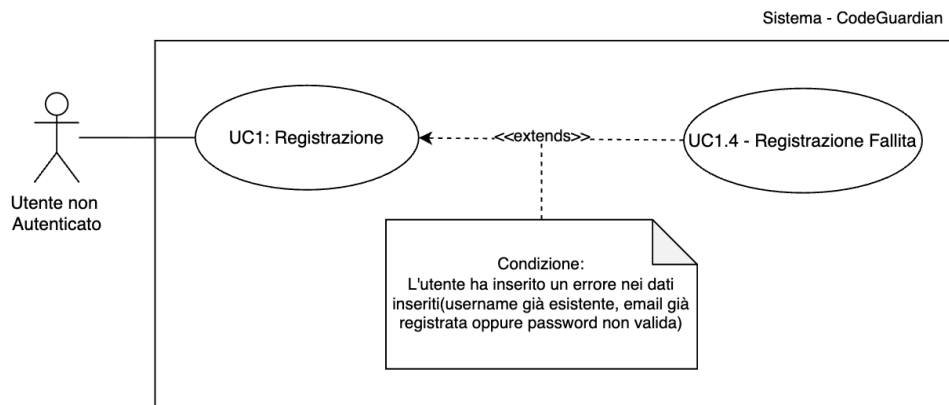 Sistema - CodeGuardian
UC1: Registrazione
<<extends>>
UC1.4 - Registrazione Fallita
Utente non
Autenticato
Condizione:
L'utente ha inserito un errore nei dati
inseriti(username già esistente, email già
registrata oppure password non valida)